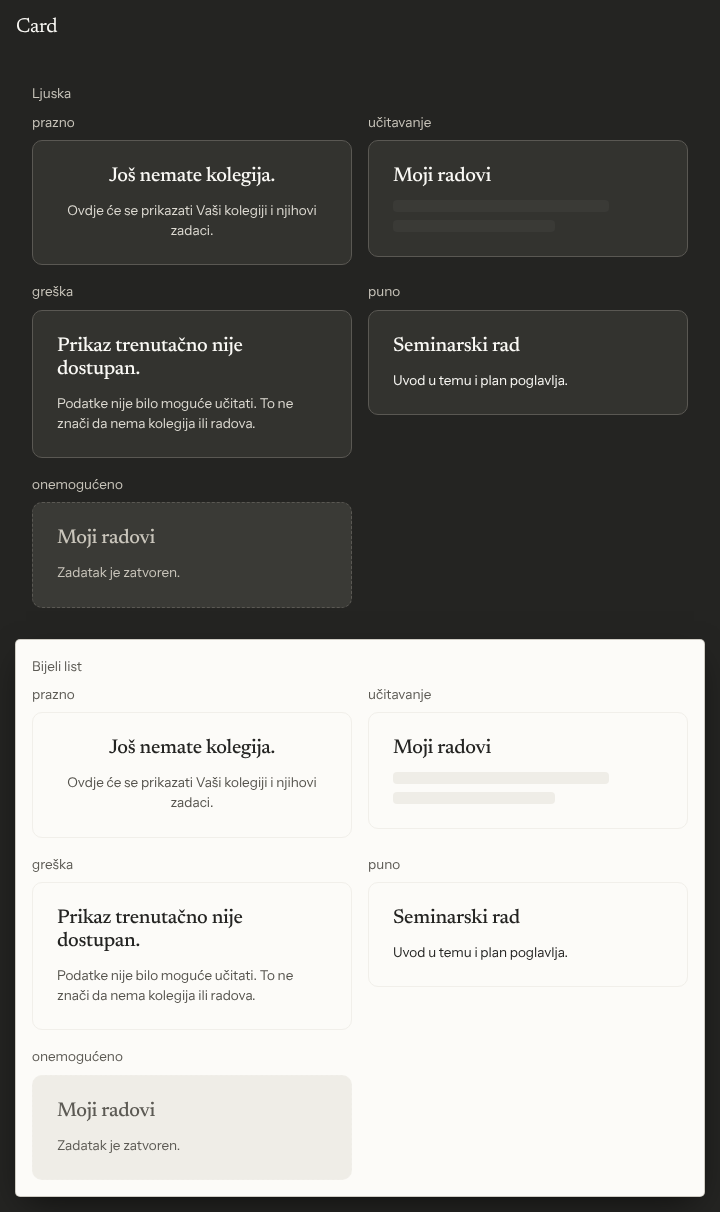 Card
Ljuska
prazno
Još nemate kolegija.
Ovdje će se prikazati Vaši kolegiji i njihovi
zadaci.
učitavanje
Moji radovi
greška
Prikaz trenutačno nije
dostupan.
Podatke nije bilo moguće učitati. To ne
znači da nema kolegija ili radova.
puno
Seminarski rad
Uvod u temu i plan poglavlja.
onemogućeno
Moji radovi
Zadatak je zatvoren.
Bijeli list
prazno
Još nemate kolegija.
Ovdje će se prikazati Vaši kolegiji i njihovi
zadaci.
učitavanje
Moji radovi
greška
Prikaz trenutačno nije
dostupan.
Podatke nije bilo moguće učitati. To ne
znači da nema kolegija ili radova.
puno
Seminarski rad
Uvod u temu i plan poglavlja.
onemogućeno
Moji radovi
Zadatak je zatvoren.